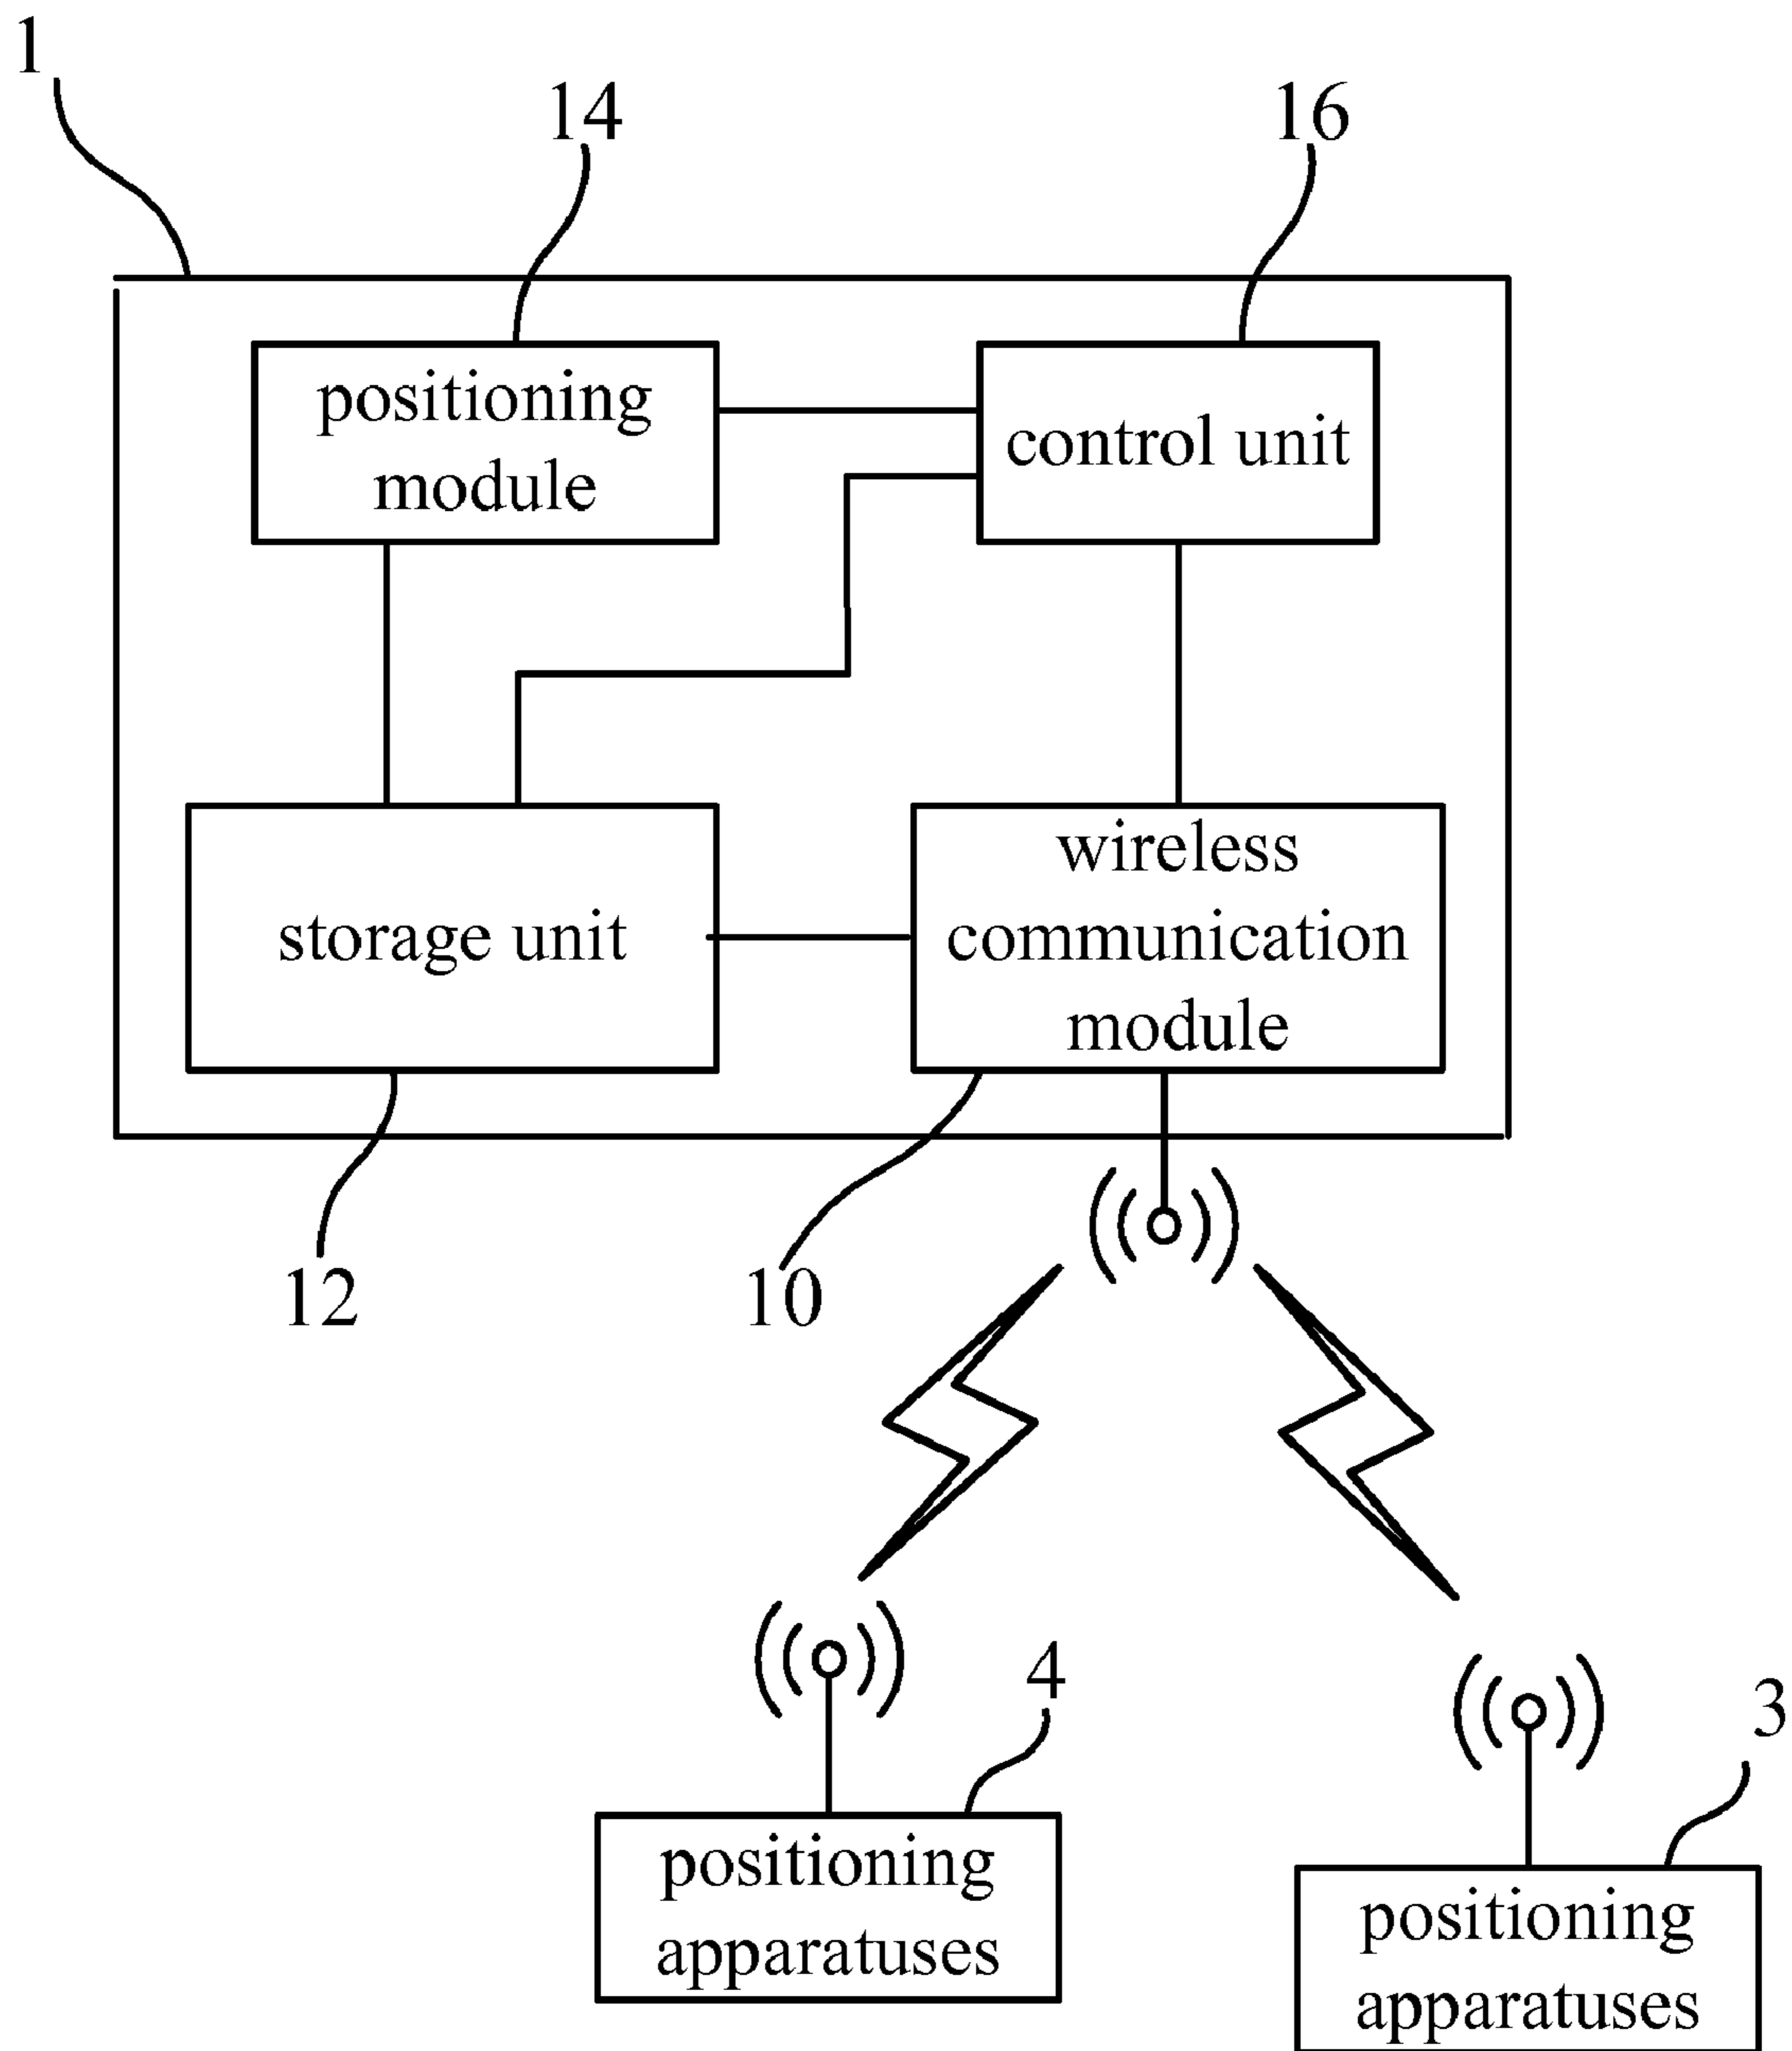 1
14
16
positioning
module
control unit
storage unit
wireless
communication
module
12
10
4
3
positioning
apparatuses
positioning
apparatuses